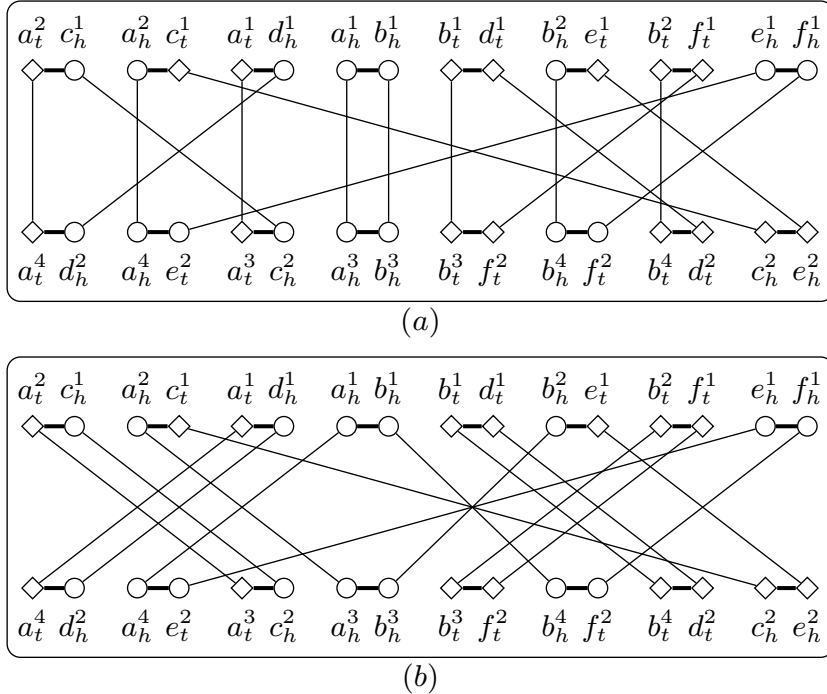 a_t^2 c_h^1 a_h^2 c_t^1 a_t^1 d_h^1 a_h^1 b_h^1 b_t^1 d_t^1 b_h^2 e_t^1 b_t^2 f_t^1 e_h^1 f_h^1
a_t^4 d_h^2 a_h^4 e_t^2 a_t^3 c_h^2 a_h^3 b_h^3 b_t^3 f_t^2 b_h^4 f_t^2 b_t^4 d_t^2 c_h^2 e_h^2
(a)
a_t^2 c_h^1 a_h^2 c_t^1 a_t^1 d_h^1 a_h^1 b_h^1 b_t^1 d_t^1 b_h^2 e_t^1 b_t^2 f_t^1 e_h^1 f_h^1
a_t^4 d_h^2 a_h^4 e_t^2 a_t^3 c_h^2 a_h^3 b_h^3 b_t^3 f_t^2 b_h^4 f_t^2 b_t^4 d_t^2 c_h^2 e_h^2
(b)